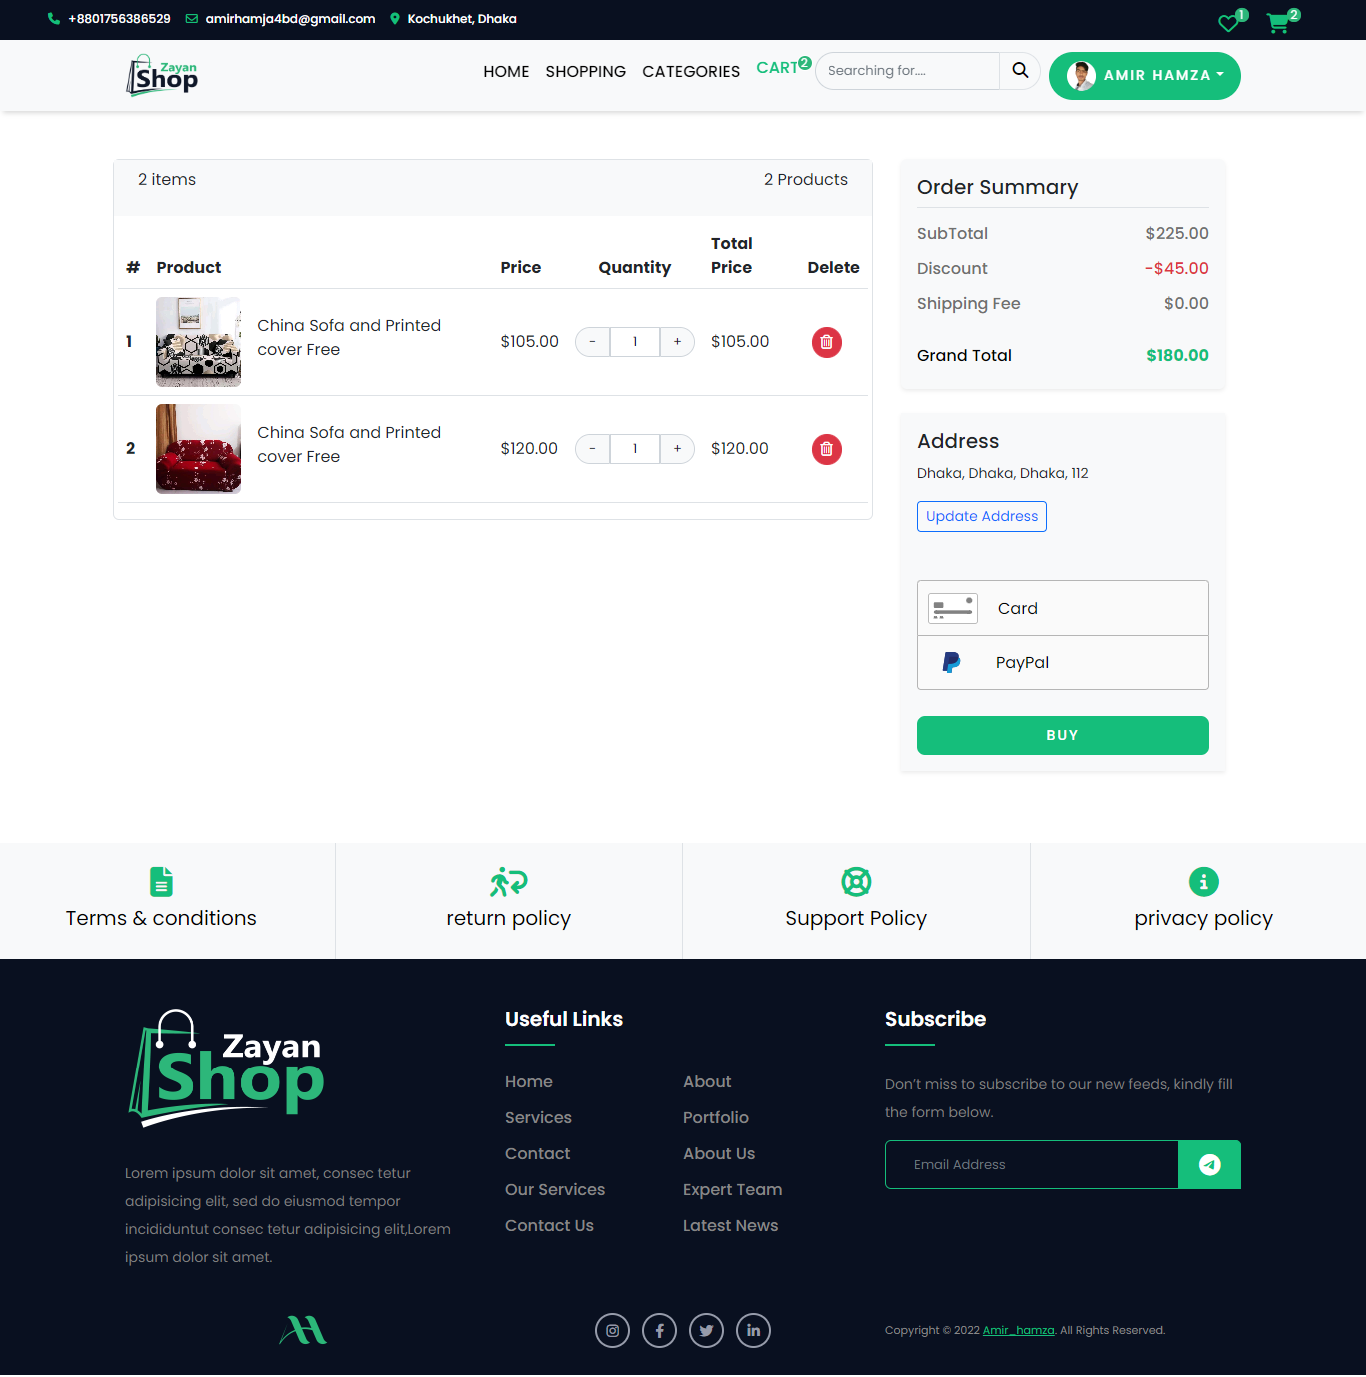 +8801756386529 amirhamja4bd@gmail.com Kochukhet, Dhaka 1 2
Zayan
Shop
HOME SHOPPING CATEGORIES CART 2 Searching for.... AMIR HAMZA
2 items 2 Products
# Product Price Quantity Total Price Delete
1 China Sofa and Printed cover Free $105.00 - 1 + $105.00
2 China Sofa and Printed cover Free $120.00 - 1 + $120.00
Order Summary
SubTotal $225.00
Discount -$45.00
Shipping Fee $0.00
Grand Total $180.00
Address
Dhaka, Dhaka, Dhaka, 112
Update Address
Card
PayPal
BUY
Terms & conditions return policy Support Policy privacy policy
Zayan
Shop
Lorem ipsum dolor sit amet, consec tetur
adipisicing elit, sed do eiusmod tempor
incididuntut consec tetur adipisicing elit,Lorem
ipsum dolor sit amet.
Useful Links
Home About
Services Portfolio
Contact About Us
Our Services Expert Team
Contact Us Latest News
Subscribe
Don't miss to subscribe to our new feeds, kindly fill
the form below.
Email Address
Copyright © 2022 Amir_hamza. All Rights Reserved.